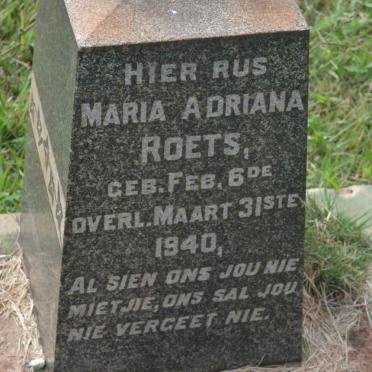 HIER RUS
MARIA ADRIANA
ROETS,
GEB. FEB, 6DE
OVERL. MAART 31STE
1940,
AL SIEN ONS JOU NIE
MIETJIE, ONS SAL JOU
NIE VERGEET NIE.